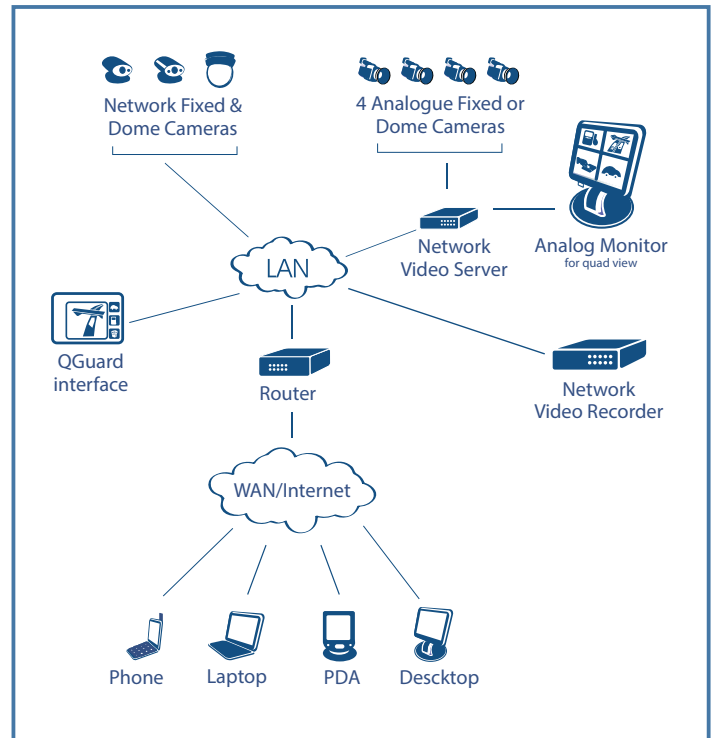 Network Fixed &
Dome Cameras
4 Analogue Fixed or
Dome Cameras
Network
Video Server
Analog Monitor
for quad view
LAN
QGuard
interface
Router
Network
Video Recorder
WAN/Internet
Phone
Laptop
PDA
Descktop